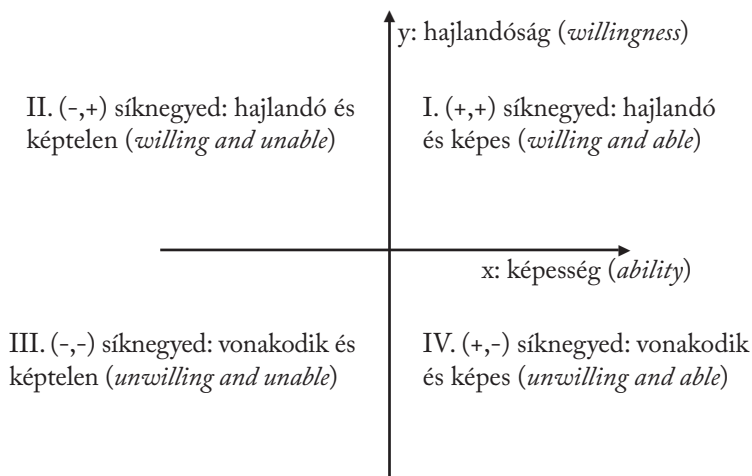 y: hajlandóság (willingness)
II. (-,+) síknegyed: hajlandó és
képtelen (willing and unable)
I. (+,+) síknegyed: hajlandó
és képes (willing and able)
x: képesség (ability)
III. (-,-) síknegyed: vonakodik és
képtelen (unwilling and unable)
IV. (+,-) síknegyed: vonakodik
és képes (unwilling and able)